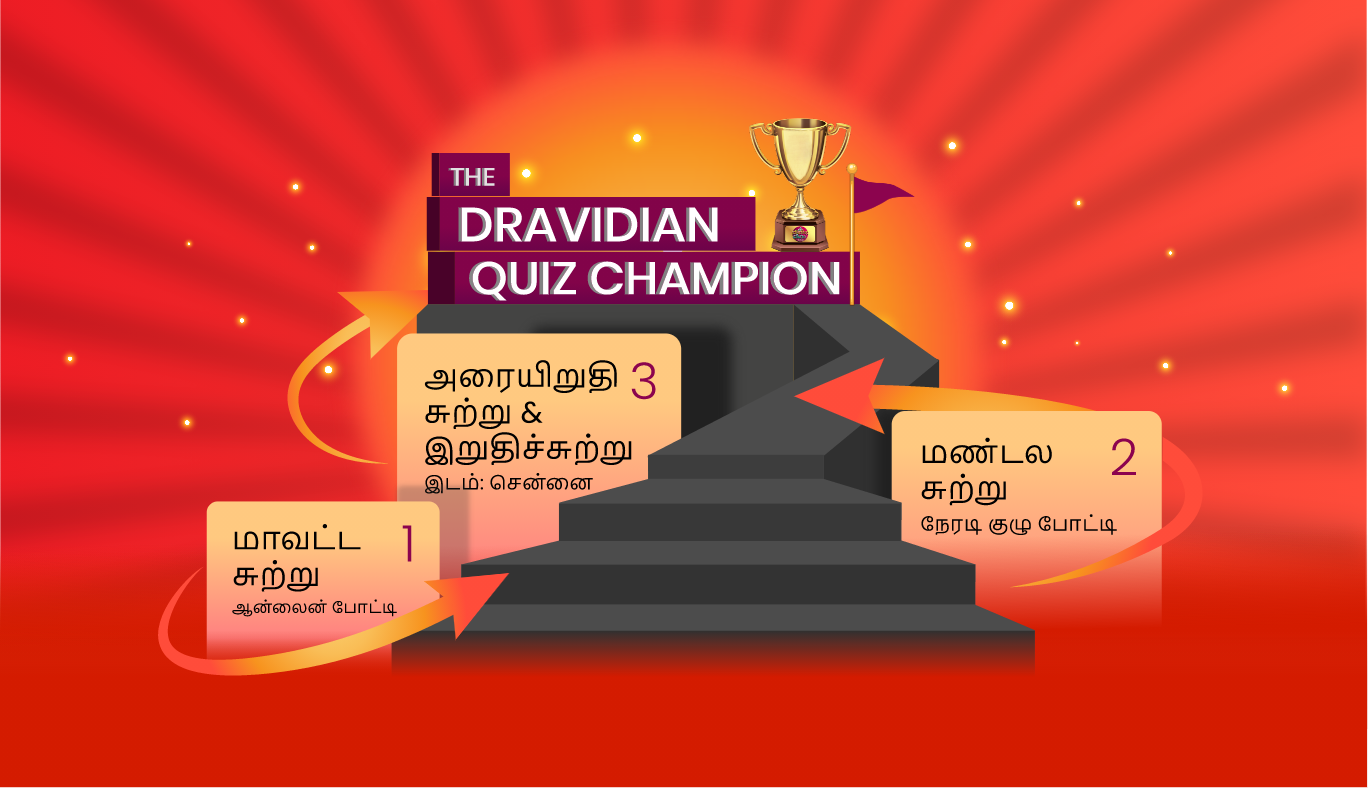 THE
DRAVIDIAN
QUIZ CHAMPION
அரையிறுதி 3
சுற்று &
இறுதிச்சுற்று
இடம்: சென்னை
மண்டல 2
சுற்று
நேரடி குழு போட்டி
மாவட்ட 1
சுற்று
ஆன்லைன் போட்டி